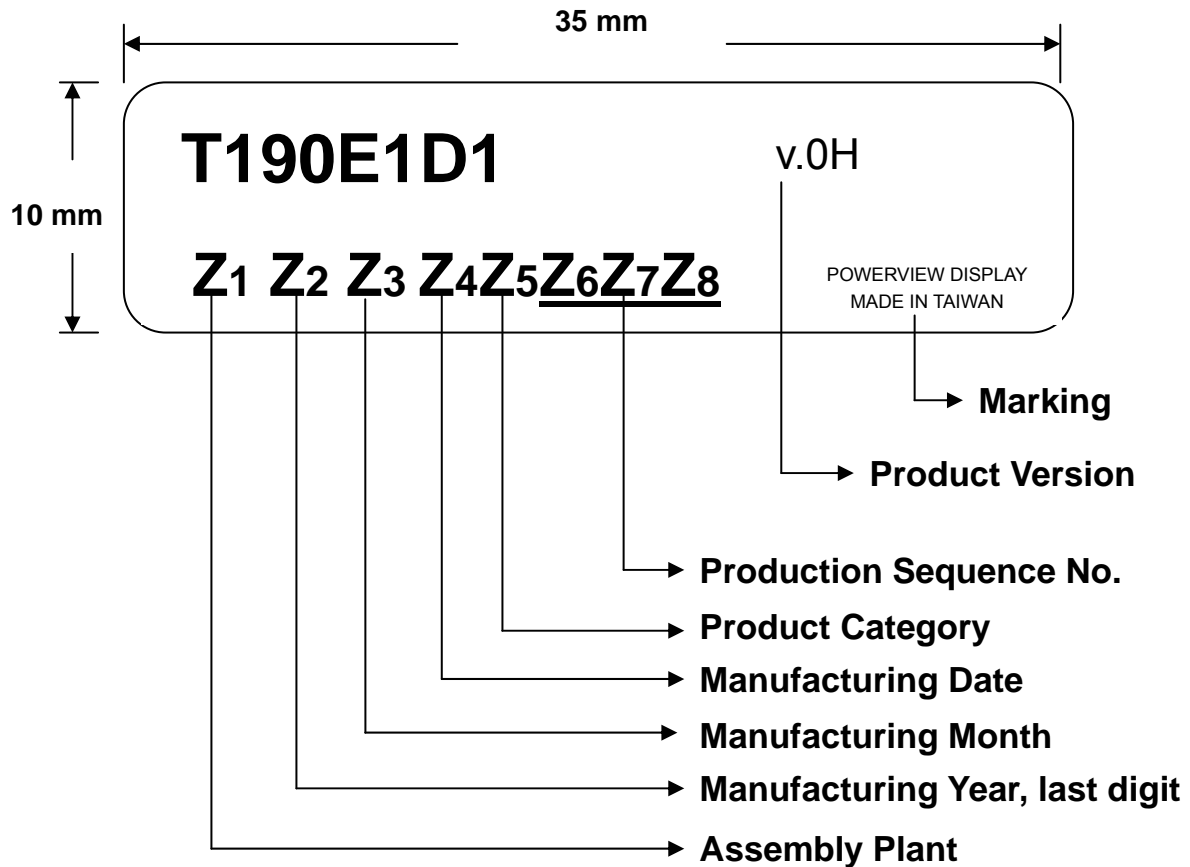 35 mm
10 mm
T190E1D1
v.0H
Z1 Z2 Z3 Z4Z5Z6Z7Z8
POWERVIEW DISPLAY
MADE IN TAIWAN
Marking
Product Version
Production Sequence No.
Product Category
Manufacturing Date
Manufacturing Month
Manufacturing Year, last digit
Assembly Plant